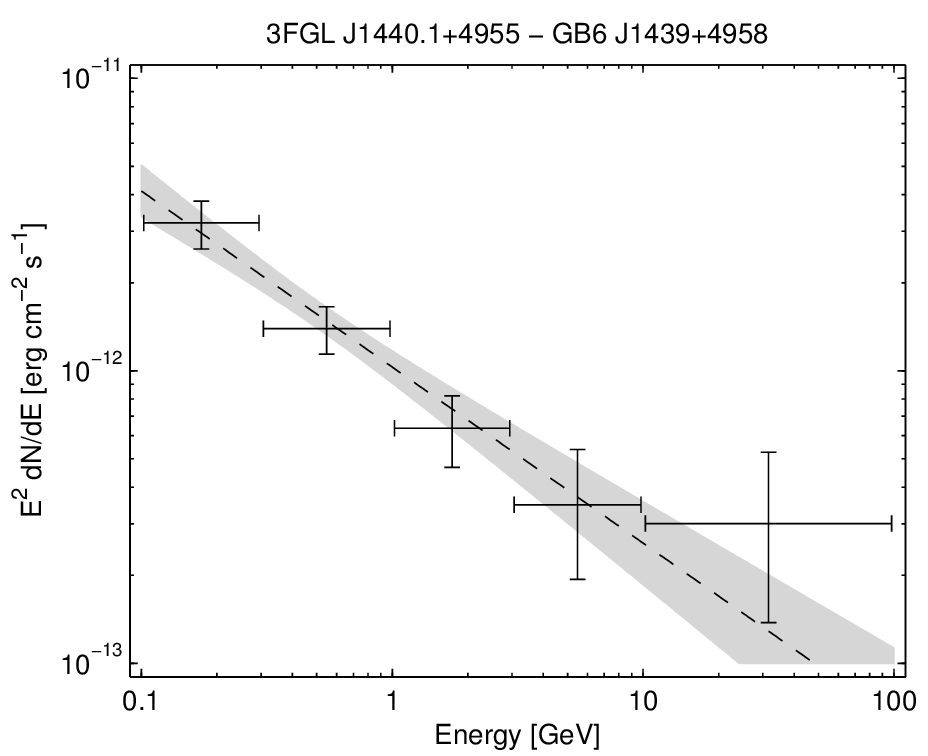 3FGL J1440.1+4955 − GB6 J1439+4958
E² dN/dE [erg cm⁻² s⁻¹]
10⁻¹¹
10⁻¹²
10⁻¹³
0.1 1 10 100
Energy [GeV]